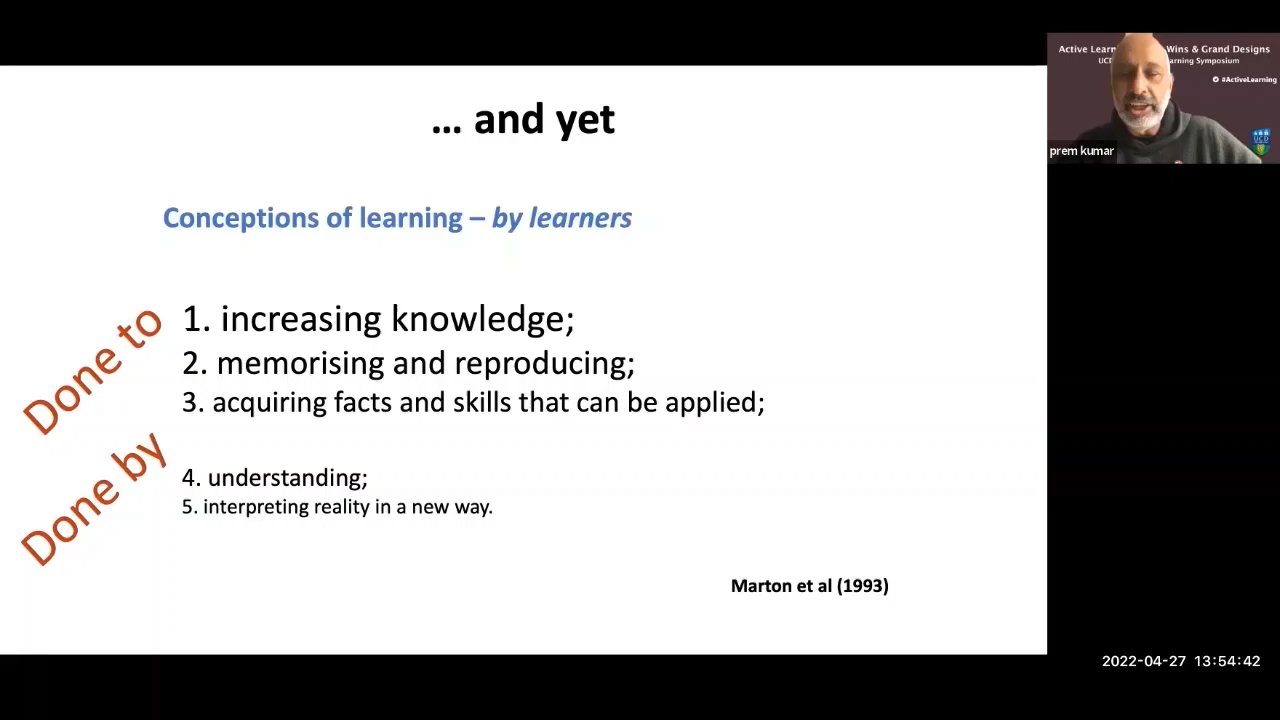 ... and yet
Conceptions of learning – by learners
Done to
1. increasing knowledge;
2. memorising and reproducing;
3. acquiring facts and skills that can be applied;
Done by
4. understanding;
5. interpreting reality in a new way.
Marton et al (1993)
Active Wins & Grand Designs
Symposium
#ActiveLearning
UCD
prem kumar
2022-04-27 13:54:42